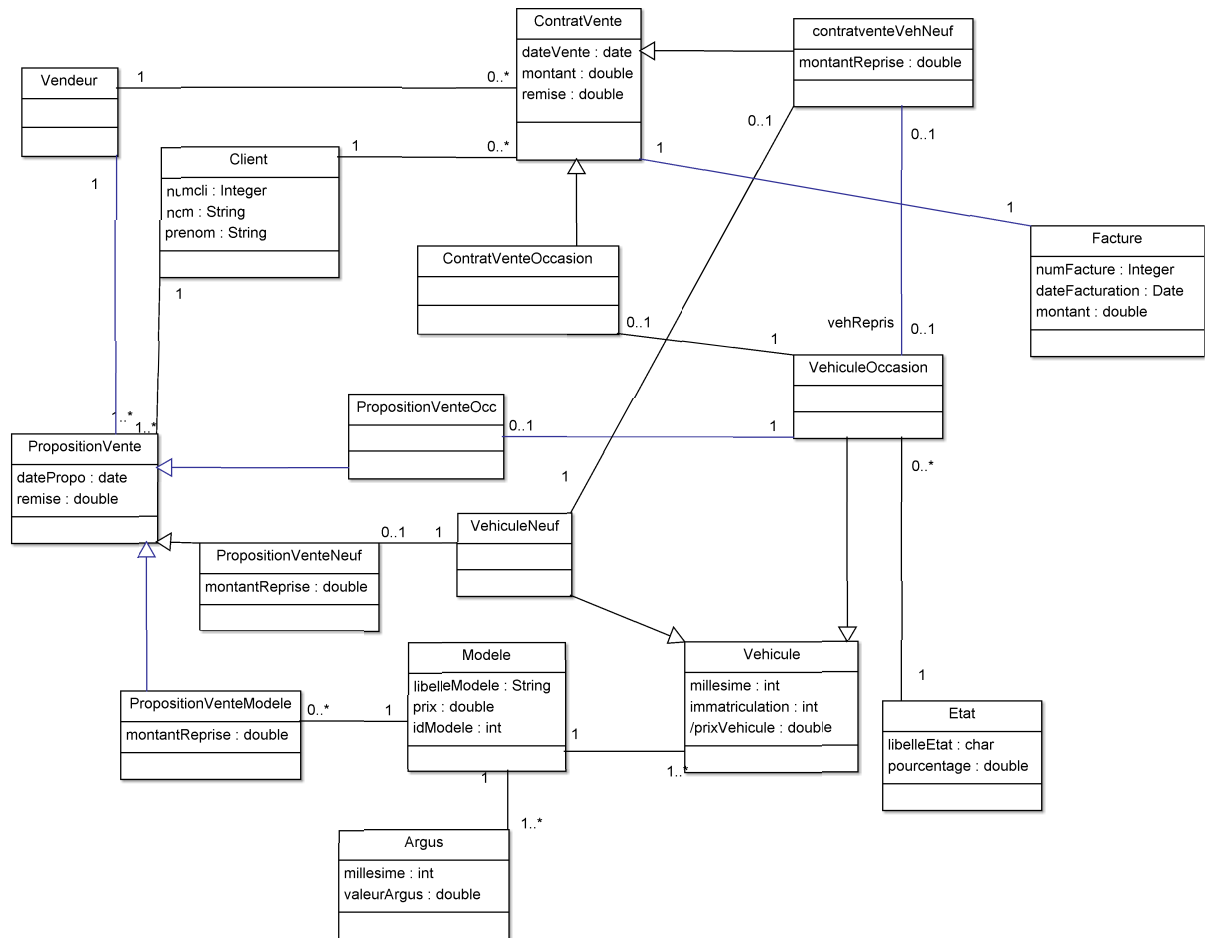 ContratVente
dateVente : date
montant : double
remise : double
contratventeVehNeuf
montantReprise : double
Vendeur
1
0..*
0..1
0..1
Client
numcli : Integer
nom : String
prenom : String
1
0..*
1
1
1
1
Facture
numFacture : Integer
dateFacturation : Date
montant : double
ContratVenteOccasion
0..1
1
vehRepris
0..1
VehiculeOccasion
1..*
1..*
PropositionVente
datePropo : date
remise : double
PropositionVenteOcc
0..1
1
0..*
1
VehiculeNeuf
0..1
1
PropositionVenteNeuf
montantReprise : double
Modele
libelleModele : String
prix : double
idModele : int
Vehicule
millesime : int
immatriculation : int
/prixVehicule : double
1
Etat
libelleEtat : char
pourcentage : double
PropositionVenteModele
montantReprise : double
0..*
1
1
1..*
1
1..*
Argus
millesime : int
valeurArgus : double